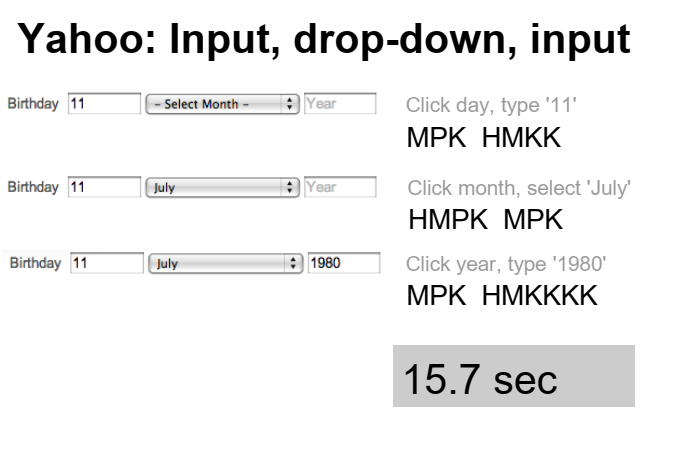 Yahoo: Input, drop-down, input
Birthday 11 – Select Month – Year
Click day, type '11'
MPK HMKK
Birthday 11 July Year
Click month, select 'July'
HMPK MPK
Birthday 11 July 1980
Click year, type '1980'
MPK HMKKKK
15.7 sec